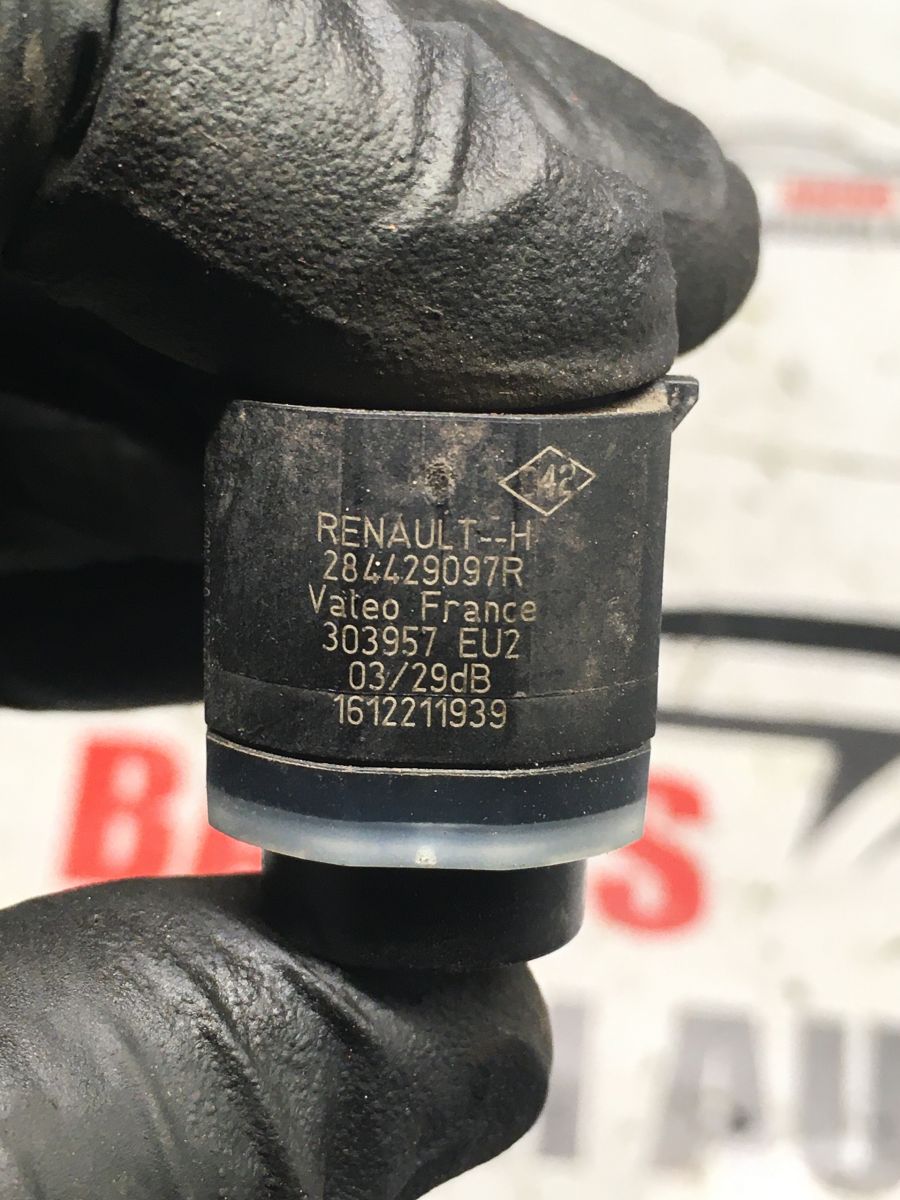 42
RENAULT--H
284429097R
Valeo France
303957 EU2
03/29dB
1612211939